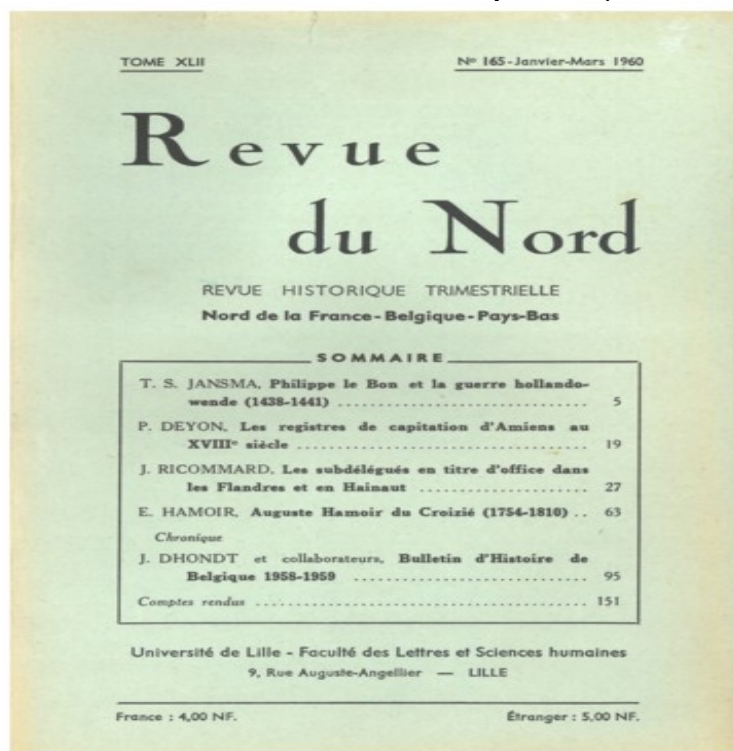 TOME XLII
Nº 165-Janvier-Mars 1960
Revue
du Nord
REVUE HISTORIQUE TRIMESTRIELLE
Nord de la France-Belgique-Pays-Bas
SOMMAIRE
T. S. JANSMA, Philippe le Bon et la guerre hollando-
wende (1438-1441) ................................ 5
P. DEYON, Les registres de capitation d'Amiens au
XVIIIᵉ siècle ..................................... 19
J. RICOMMARD, Les subdélégués en titre d'office dans
les Flandres et en Hainaut ...................... 27
E. HAMOIR, Auguste Hamoir du Croizié (1754-1810) .. 63
Chronique
J. DHONDT et collaborateurs, Bulletin d'Histoire de
Belgique 1958-1959 .............................. 95
Comptes rendus ........................................... 151
Université de Lille - Faculté des Lettres et Sciences humaines
9, Rue Auguste-Angellier — LILLE
France : 4,00 NF.
Étranger : 5,00 NF.